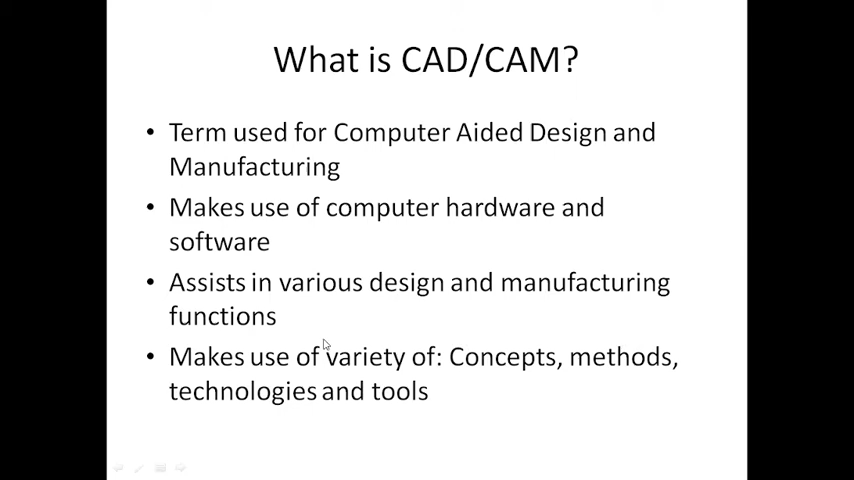 What is CAD/CAM?
• Term used for Computer Aided Design and
Manufacturing
• Makes use of computer hardware and
software
• Assists in various design and manufacturing
functions
• Makes use of variety of: Concepts, methods,
technologies and tools